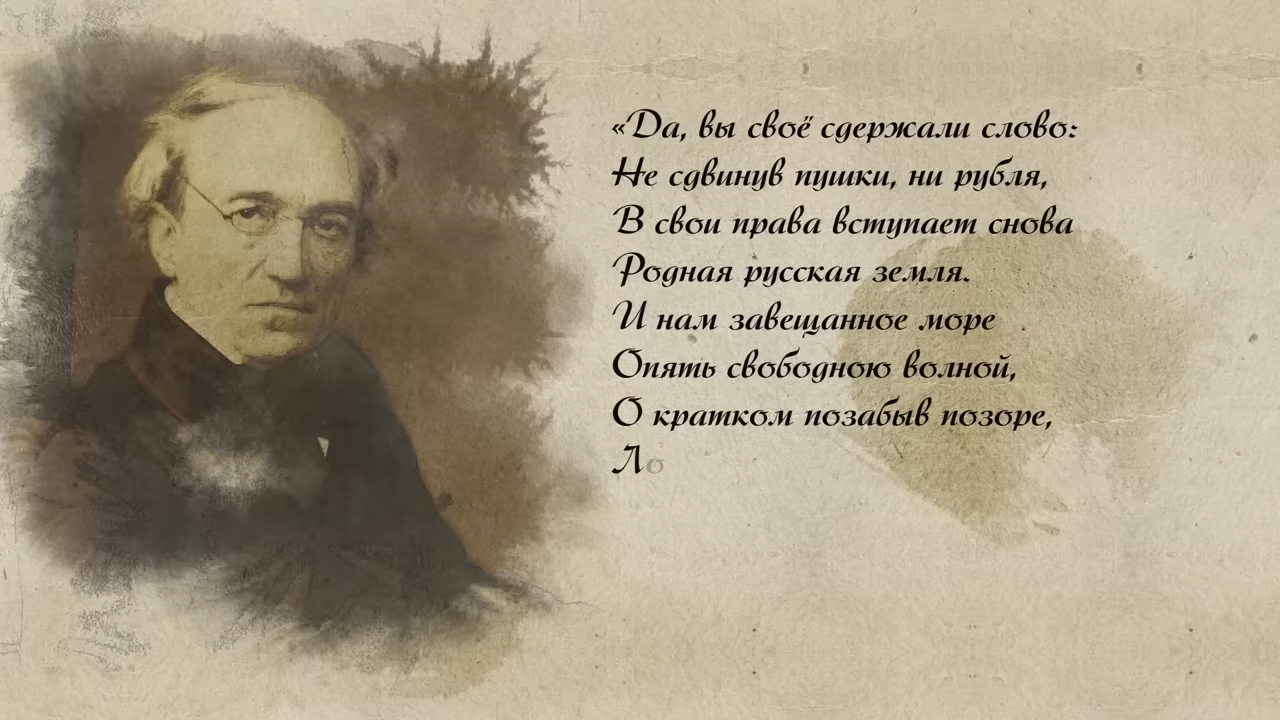 «Да, вы своё сдержали слово:
Не сдвинув пушки, ни рубля,
В свои права вступает снова
Родная русская земля.
И нам завещанное море
Опять свободною волной,
О кратком позабыв позоре,
Ло